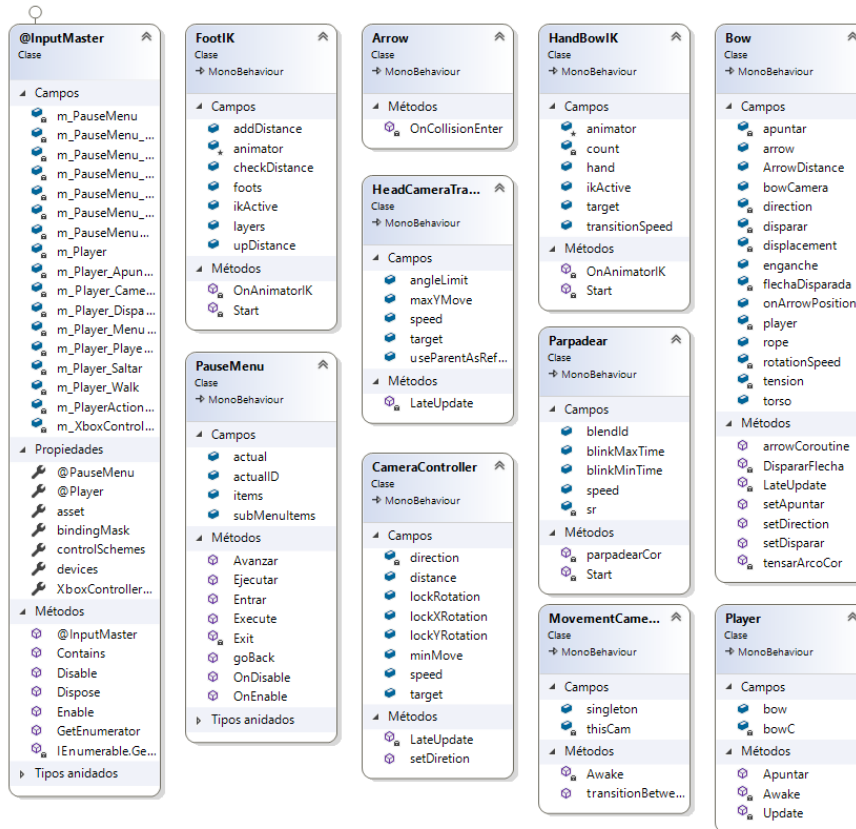 @InputMaster
Clase
Campos
m_PauseMenu
m_PauseMenu_...
m_PauseMenu_...
m_PauseMenu_...
m_PauseMenu_...
m_PauseMenu_...
m_PauseMenu...
m_Player
m_Player_Apun...
m_Player_Came...
m_Player_Dispa...
m_Player_Menu...
m_Player_Playe...
m_Player_Saltar
m_Player_Walk
m_PlayerAction...
m_XboxControl...
Propiedades
@PauseMenu
@Player
asset
bindingMask
controlSchemes
devices
XboxController...
Métodos
@InputMaster
Contains
Disable
Dispose
Enable
GetEnumerator
IEnumerable.Ge...
Tipos anidados
FootIK
Clase
MonoBehaviour
Campos
addDistance
animator
checkDistance
foots
ikActive
layers
upDistance
Métodos
OnAnimatorIK
Start
PauseMenu
Clase
MonoBehaviour
Campos
actual
actualID
items
subMenuItems
Métodos
Avanzar
Ejecutar
Entrar
Execute
Exit
goBack
OnDisable
OnEnable
Tipos anidados
Arrow
Clase
MonoBehaviour
Métodos
OnCollisionEnter
HeadCameraTra...
Clase
MonoBehaviour
Campos
angleLimit
maxYMove
speed
target
useParentAsRef...
Métodos
LateUpdate
CameraController
Clase
MonoBehaviour
Campos
direction
distance
lockRotation
lockXRotation
lockYRotation
minMove
speed
target
Métodos
LateUpdate
setDiretion
HandBowIK
Clase
MonoBehaviour
Campos
animator
count
hand
ikActive
target
transitionSpeed
Métodos
OnAnimatorIK
Start
Parpadear
Clase
MonoBehaviour
Campos
blendId
blinkMaxTime
blinkMinTime
speed
sr
Métodos
parpadearCor
Start
MovementCame...
Clase
MonoBehaviour
Campos
singleton
thisCam
Métodos
Awake
transitionBetwe...
Bow
Clase
MonoBehaviour
Campos
apuntar
arrow
ArrowDistance
bowCamera
direction
disparar
displacement
enganche
flechaDisparada
onArrowPosition
player
rope
rotationSpeed
tension
torso
Métodos
arrowCoroutine
DispararFlecha
LateUpdate
setApuntar
setDirection
setDisparar
tensarArcoCor
Player
Clase
MonoBehaviour
Campos
bow
bowC
Métodos
Apuntar
Awake
Update